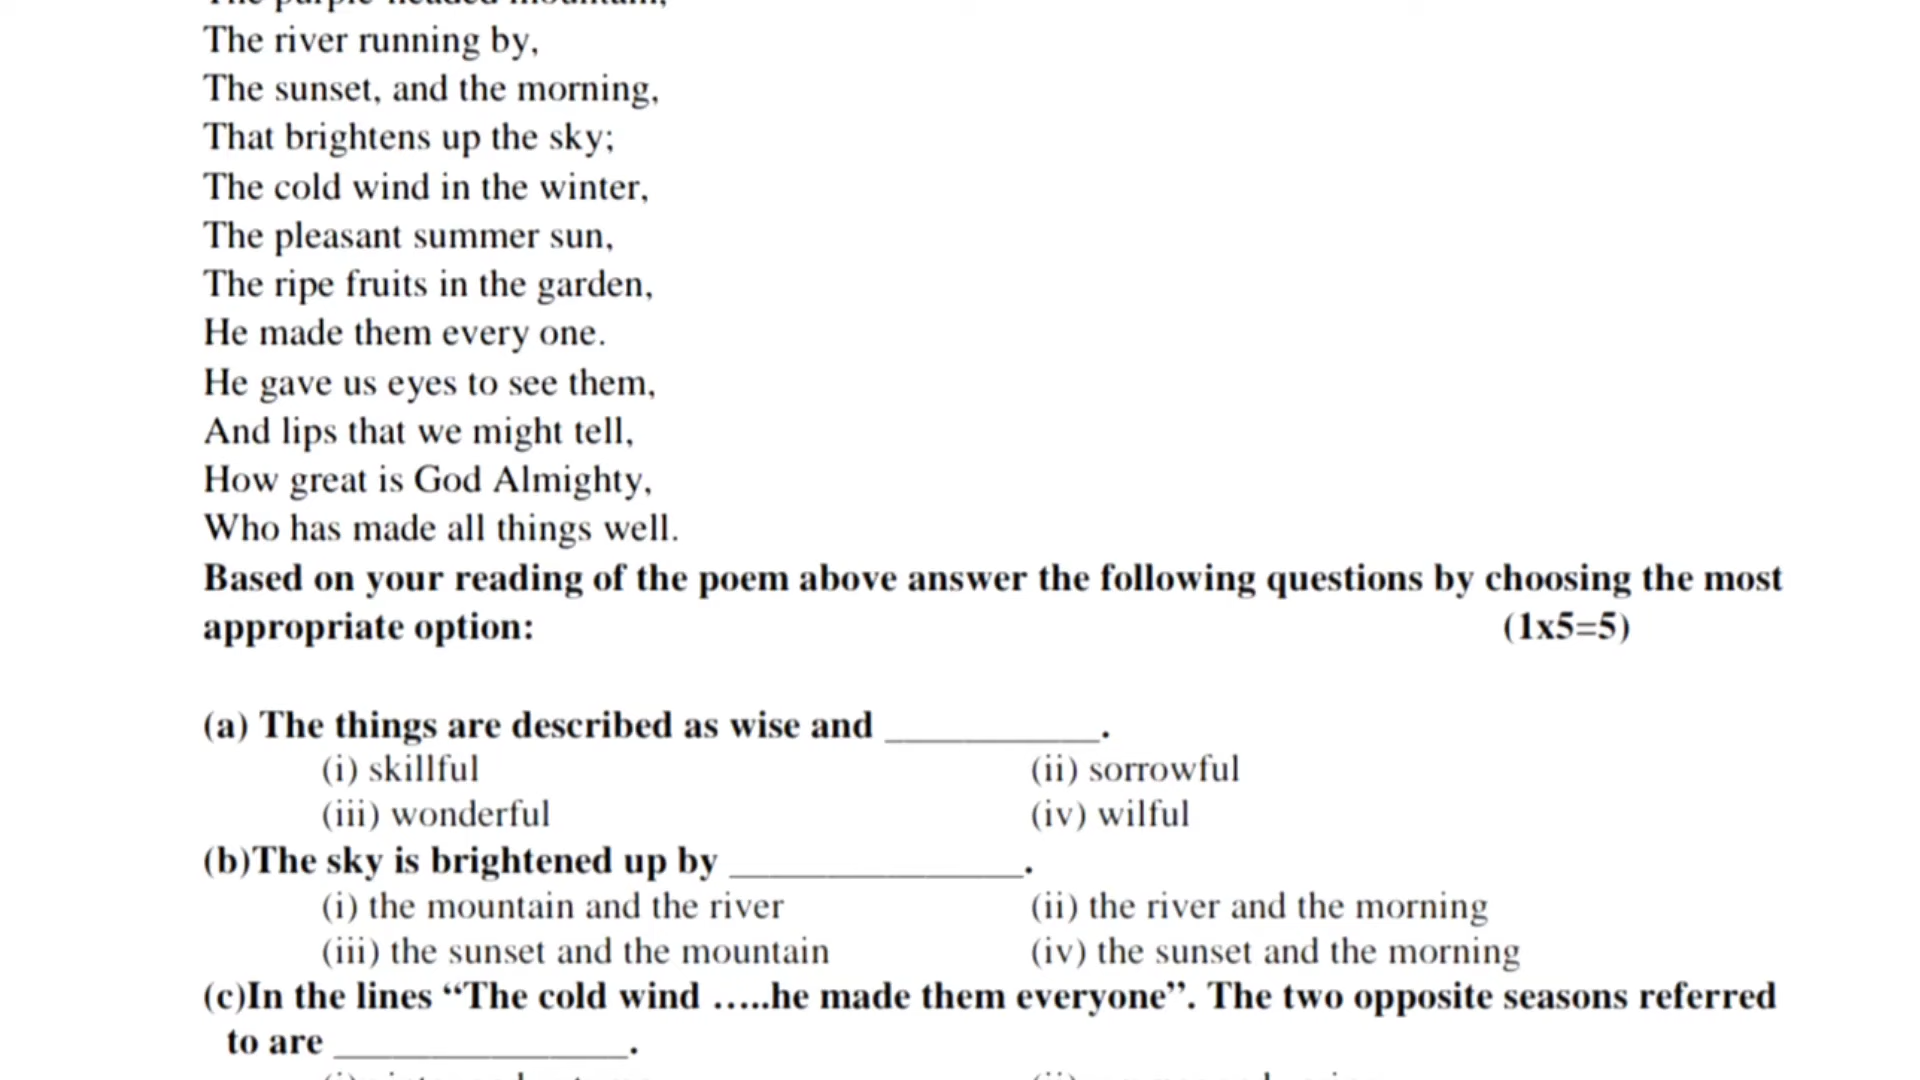 The purple headed mountain,
The river running by,
The sunset, and the morning,
That brightens up the sky;
The cold wind in the winter,
The pleasant summer sun,
The ripe fruits in the garden,
He made them every one.
He gave us eyes to see them,
And lips that we might tell,
How great is God Almighty,
Who has made all things well.
Based on your reading of the poem above answer the following questions by choosing the most
appropriate option: (1x5=5)
(a) The things are described as wise and ___________.
(i) skillful (ii) sorrowful
(iii) wonderful (iv) wilful
(b)The sky is brightened up by _______________.
(i) the mountain and the river (ii) the river and the morning
(iii) the sunset and the mountain (iv) the sunset and the morning
(c)In the lines “The cold wind …..he made them everyone”. The two opposite seasons referred
to are _______________.